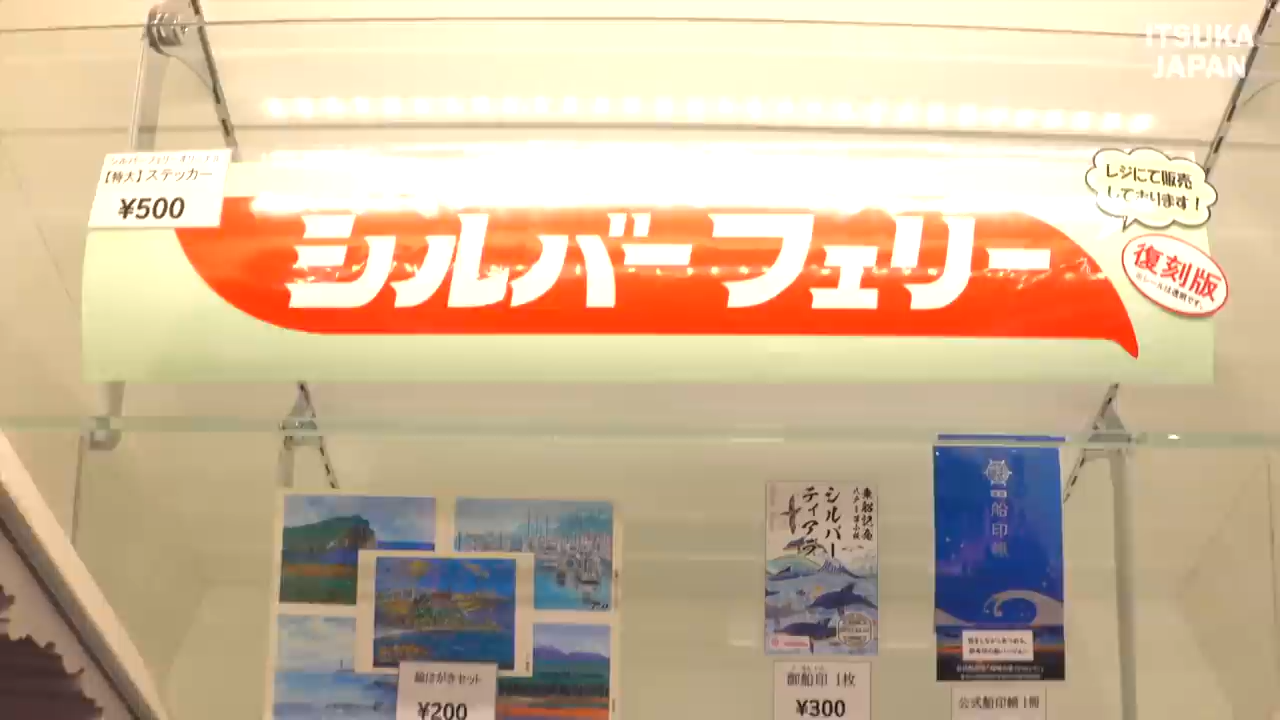 ITSUKA
JAPAN
シルバーフェリーオリジナル
【特大】ステッカー
¥500
シルバーフェリー
レジにて販売
しております！
復刻版
乗船記念
シルバー
ティアラ
船印帳
絵はがきセット
¥200
御船印 1枚
¥300
公式船印帳 1冊